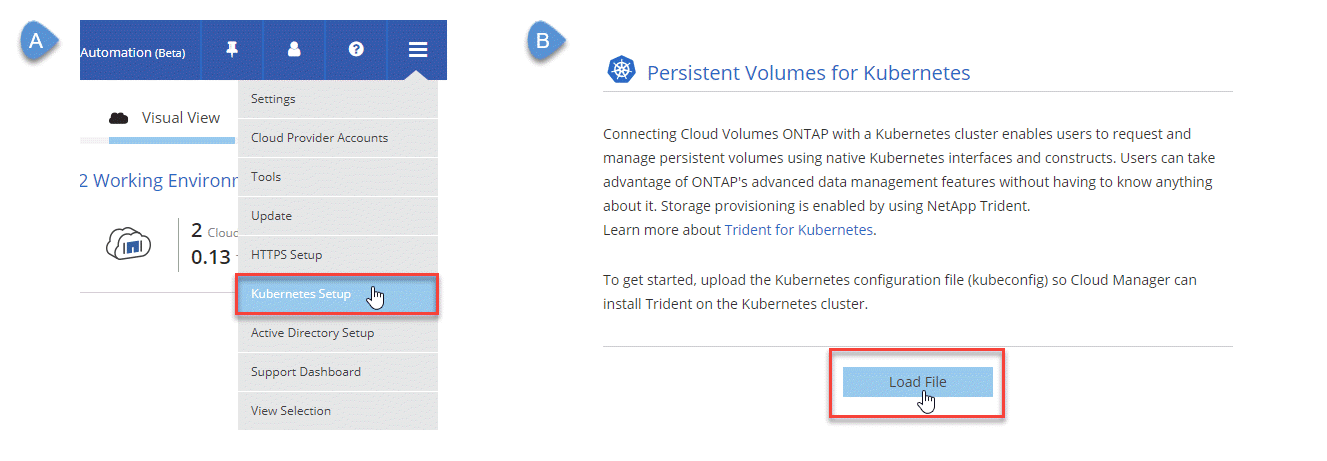 A
Automation (Beta)
Visual View
2 Working Environ
2 Cloud
0.13
Settings
Cloud Provider Accounts
Tools
Update
HTTPS Setup
Kubernetes Setup
Active Directory Setup
Support Dashboard
View Selection
B
Persistent Volumes for Kubernetes
Connecting Cloud Volumes ONTAP with a Kubernetes cluster enables users to request and
manage persistent volumes using native Kubernetes interfaces and constructs. Users can take
advantage of ONTAP's advanced data management features without having to know anything
about it. Storage provisioning is enabled by using NetApp Trident.
Learn more about Trident for Kubernetes.
To get started, upload the Kubernetes configuration file (kubeconfig) so Cloud Manager can
install Trident on the Kubernetes cluster.
Load File